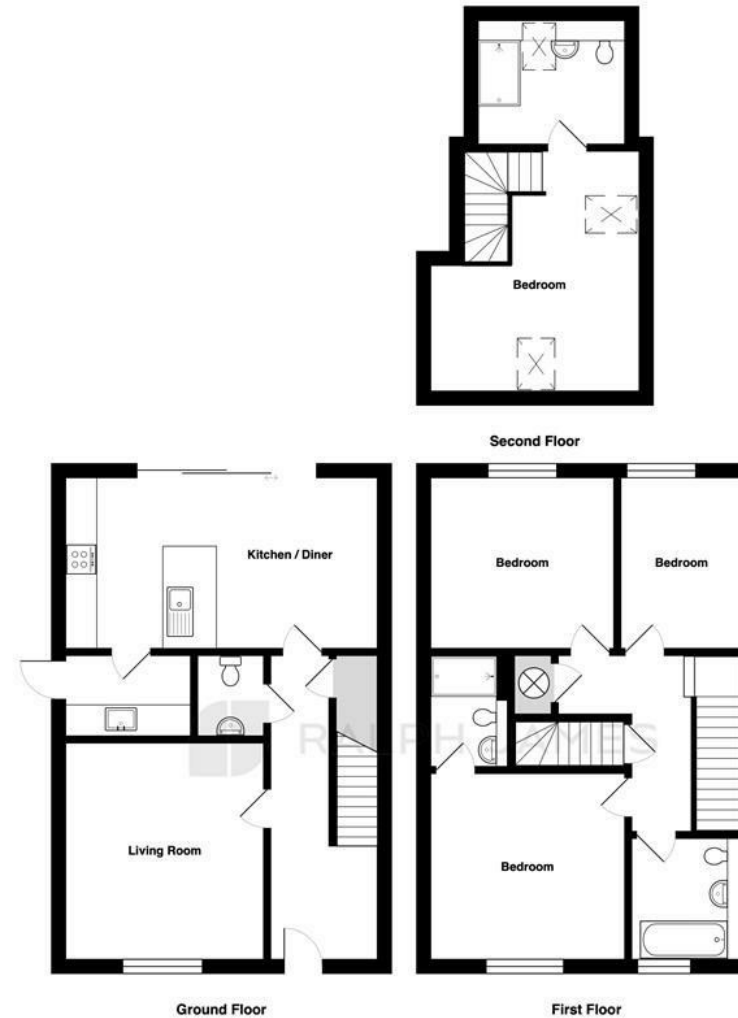 Bedroom
Second Floor
Kitchen / Diner
Living Room
Ground Floor
Bedroom
Bedroom
Bedroom
First Floor
RALPH JAMES